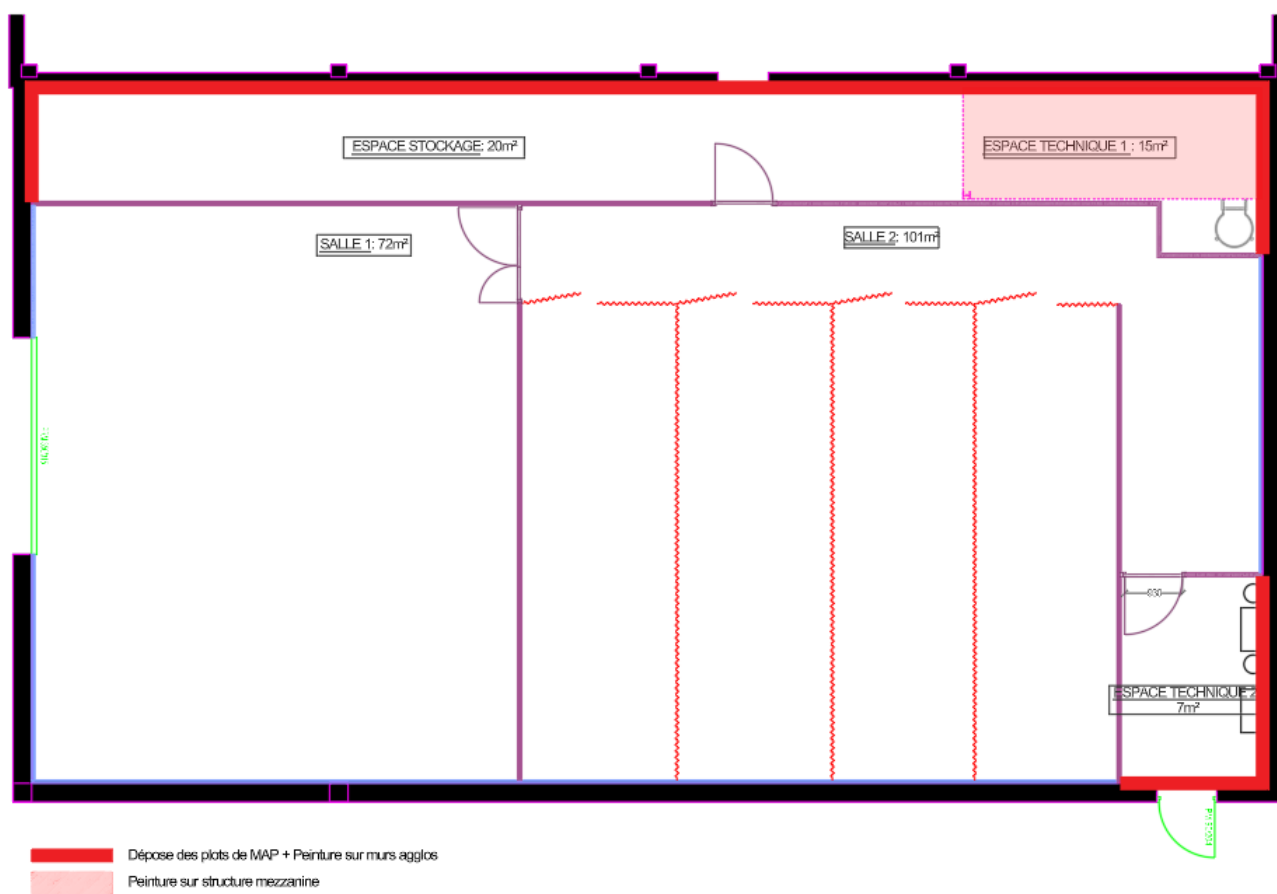 ESPACE STOCKAGE: 20m²
ESPACE TECHNIQUE 1 : 15m²
SALLE 1: 72m²
SALLE 2: 101m²
930
ESPACE TECHNIQUE 2
7m²
Dépose des plots de MAP + Peinture sur murs agglos
Peinture sur structure mezzanine